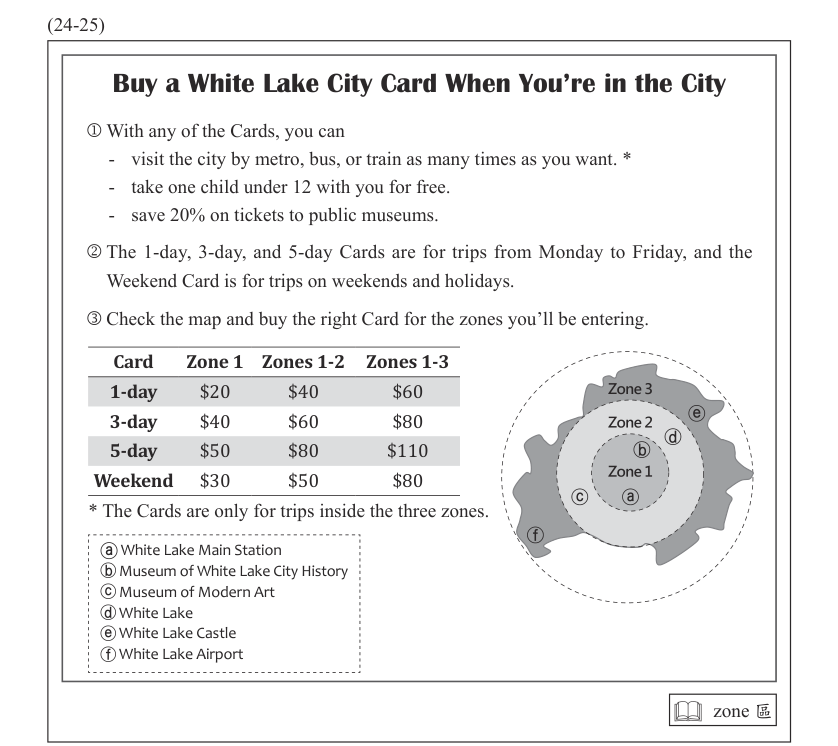 (24-25)
Buy a White Lake City Card When You're in the City
① With any of the Cards, you can
- visit the city by metro, bus, or train as many times as you want. *
- take one child under 12 with you for free.
- save 20% on tickets to public museums.
② The 1-day, 3-day, and 5-day Cards are for trips from Monday to Friday, and the
Weekend Card is for trips on weekends and holidays.
③ Check the map and buy the right Card for the zones you'll be entering.
Card Zone 1 Zones 1-2 Zones 1-3
1-day $20 $40 $60
3-day $40 $60 $80
5-day $50 $80 $110
Weekend $30 $50 $80
* The Cards are only for trips inside the three zones.
Zone 3
ⓔ
Zone 2
ⓓ
ⓑ
Zone 1
ⓒ
ⓐ
ⓕ
ⓐ White Lake Main Station
ⓑ Museum of White Lake City History
ⓒ Museum of Modern Art
ⓓ White Lake
ⓔ White Lake Castle
ⓕ White Lake Airport
zone 區